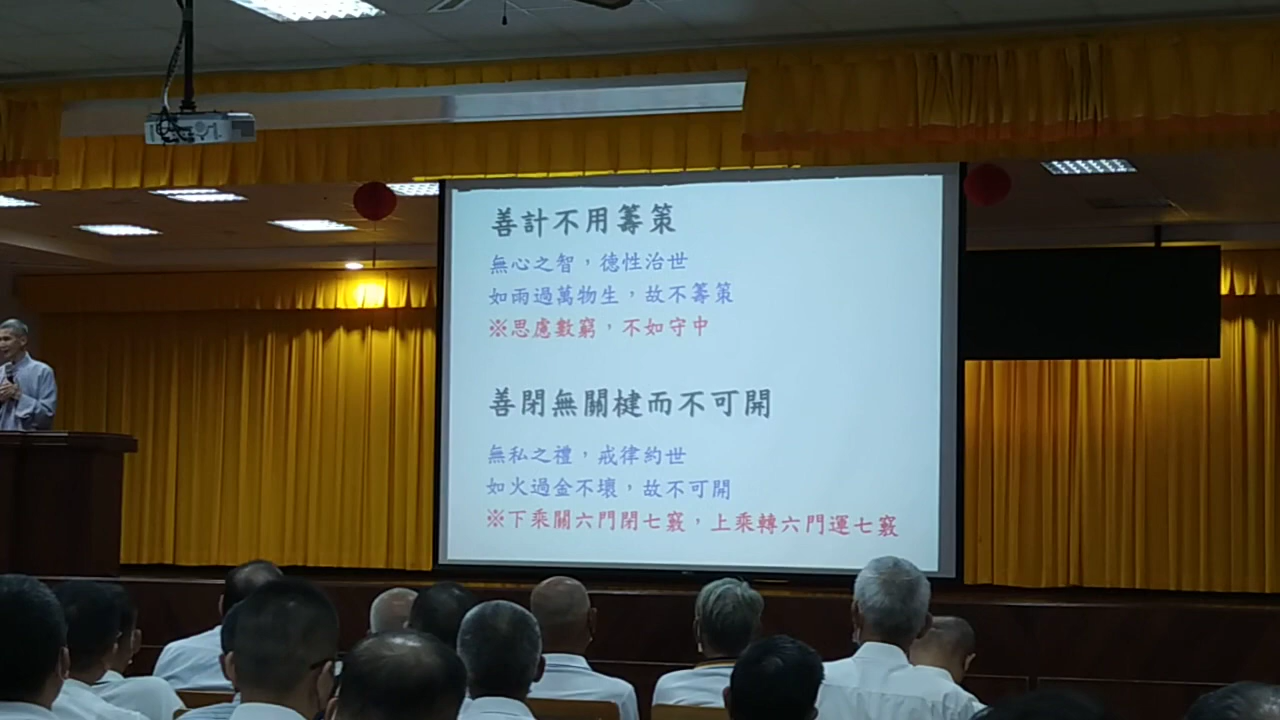 善計不用籌策
無心之智，德性治世
如雨過萬物生，故不籌策
※思慮數窮，不如守中
善閉無關楗而不可開
無私之禮，戒律約世
如火過金不壞，故不可開
※下乘關六門閉七竅，上乘轉六門運七竅